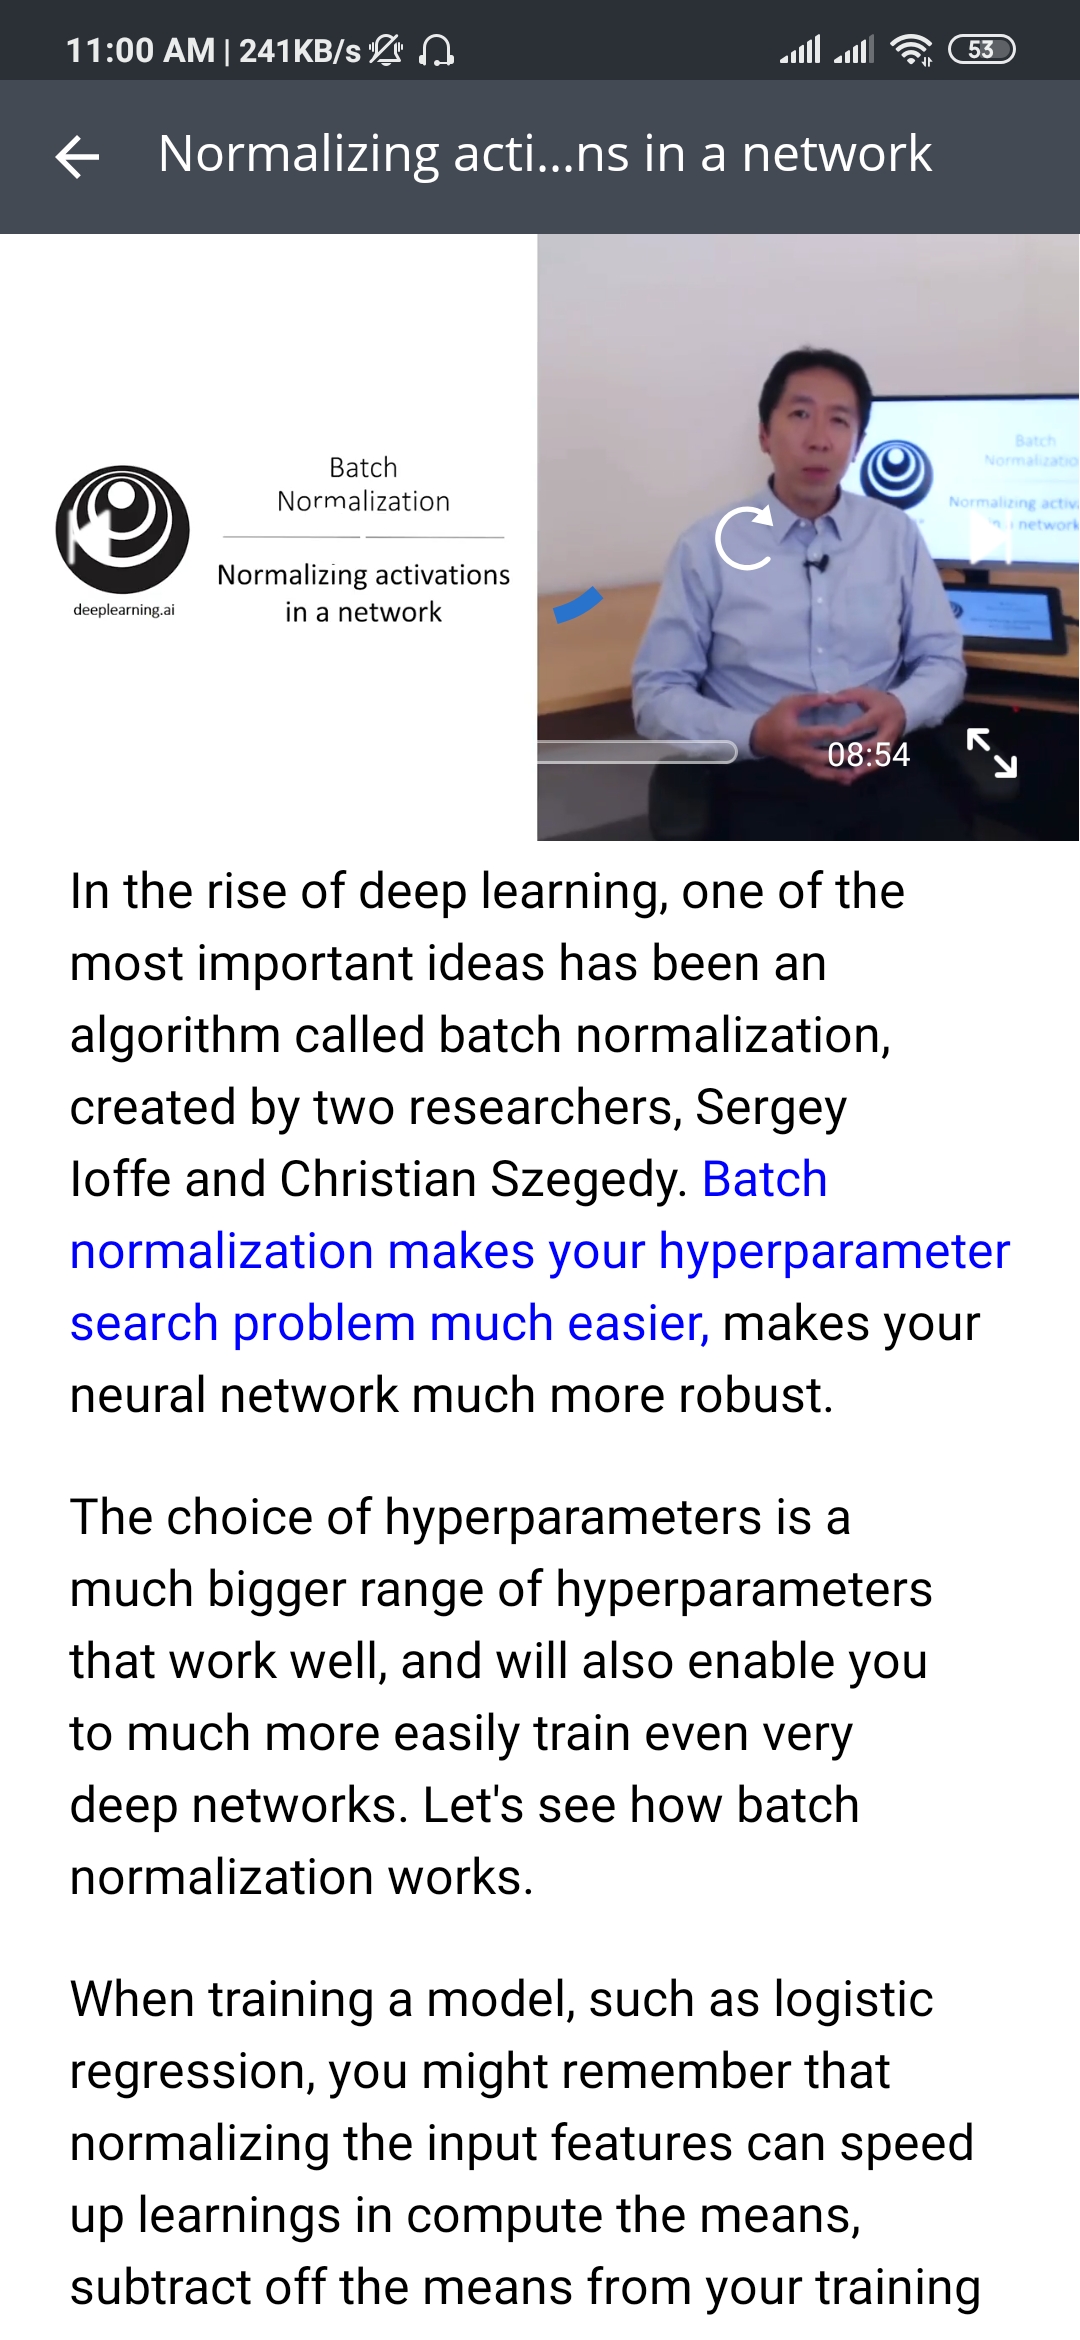 11:00 AM | 241KB/s
53
Normalizing acti...ns in a network
Batch
Normalization
deeplearning.ai
Normalizing activations
in a network
Batch
Normalizatio
Normalizing activ
network
08:54
In the rise of deep learning, one of the
most important ideas has been an
algorithm called batch normalization,
created by two researchers, Sergey
Ioffe and Christian Szegedy. Batch
normalization makes your hyperparameter
search problem much easier, makes your
neural network much more robust.
The choice of hyperparameters is a
much bigger range of hyperparameters
that work well, and will also enable you
to much more easily train even very
deep networks. Let's see how batch
normalization works.
When training a model, such as logistic
regression, you might remember that
normalizing the input features can speed
up learnings in compute the means,
subtract off the means from your training